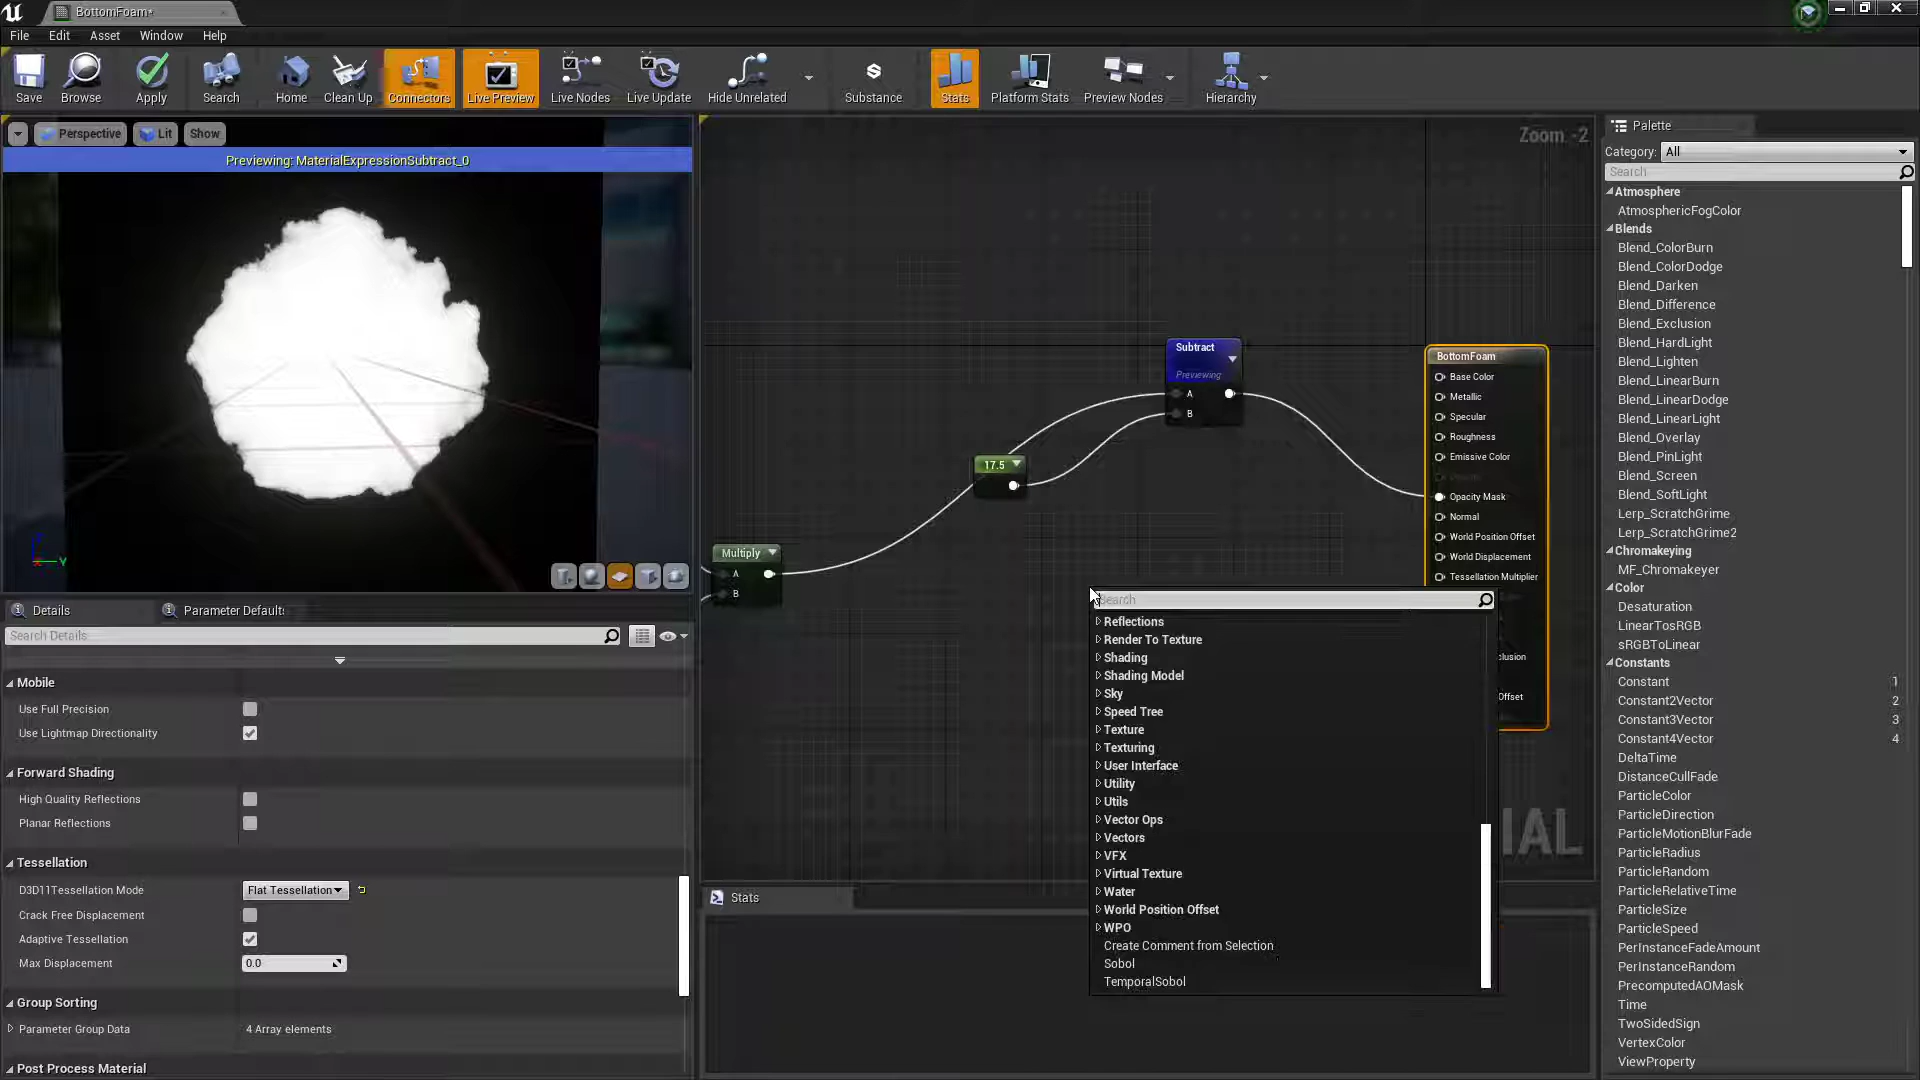 BottomFoam*
File Edit Asset Window Help
Save Browse Apply Search Home Clean Up Connectors Live Preview Live Nodes Live Update Hide Unrelated Substance Stats Platform Stats Preview Nodes Hierarchy
Perspective Lit Show
Previewing: MaterialExpressionSubtract_0
Z
X
Y
Details Parameter Defaults
Search Details
Mobile
Use Full Precision
Use Lightmap Directionality
Forward Shading
High Quality Reflections
Planar Reflections
Tessellation
D3D11Tessellation Mode Flat Tessellation
Crack Free Displacement
Adaptive Tessellation
Max Displacement 0.0
Group Sorting
Parameter Group Data 4 Array elements
Post Process Material
Zoom -2
Subtract
Previewing
A
B
17.5
Multiply
A
B
BottomFoam
Base Color
Metallic
Specular
Roughness
Emissive Color
Opacity Mask
Normal
World Position Offset
World Displacement
Tessellation Multiplier
clusion
Offset
IAL
Search
Reflections
Render To Texture
Shading
Shading Model
Sky
Speed Tree
Texture
Texturing
User Interface
Utility
Utils
Vector Ops
Vectors
VFX
Virtual Texture
Water
World Position Offset
WPO
Create Comment from Selection
Sobol
TemporalSobol
Stats
Palette
Category: All
Search
Atmosphere
AtmosphericFogColor
Blends
Blend_ColorBurn
Blend_ColorDodge
Blend_Darken
Blend_Difference
Blend_Exclusion
Blend_HardLight
Blend_Lighten
Blend_LinearBurn
Blend_LinearDodge
Blend_LinearLight
Blend_Overlay
Blend_PinLight
Blend_Screen
Blend_SoftLight
Lerp_ScratchGrime
Lerp_ScratchGrime2
Chromakeying
MF_Chromakeyer
Color
Desaturation
LinearTosRGB
sRGBToLinear
Constants
Constant 1
Constant2Vector 2
Constant3Vector 3
Constant4Vector 4
DeltaTime
DistanceCullFade
ParticleColor
ParticleDirection
ParticleMotionBlurFade
ParticleRadius
ParticleRandom
ParticleRelativeTime
ParticleSize
ParticleSpeed
PerInstanceFadeAmount
PerInstanceRandom
PrecomputedAOMask
Time
TwoSidedSign
VertexColor
ViewProperty